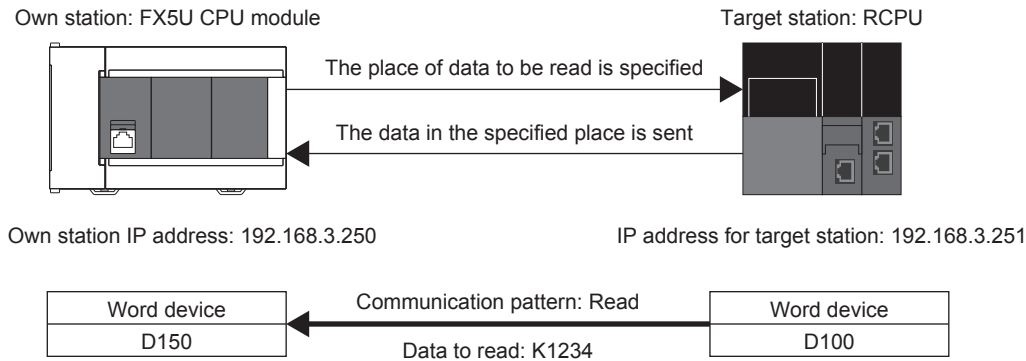 Own station: FX5U CPU module
Target station: RCPU
The place of data to be read is specified
The data in the specified place is sent
Own station IP address: 192.168.3.250
IP address for target station: 192.168.3.251
Word device
D150
Communication pattern: Read
Data to read: K1234
Word device
D100